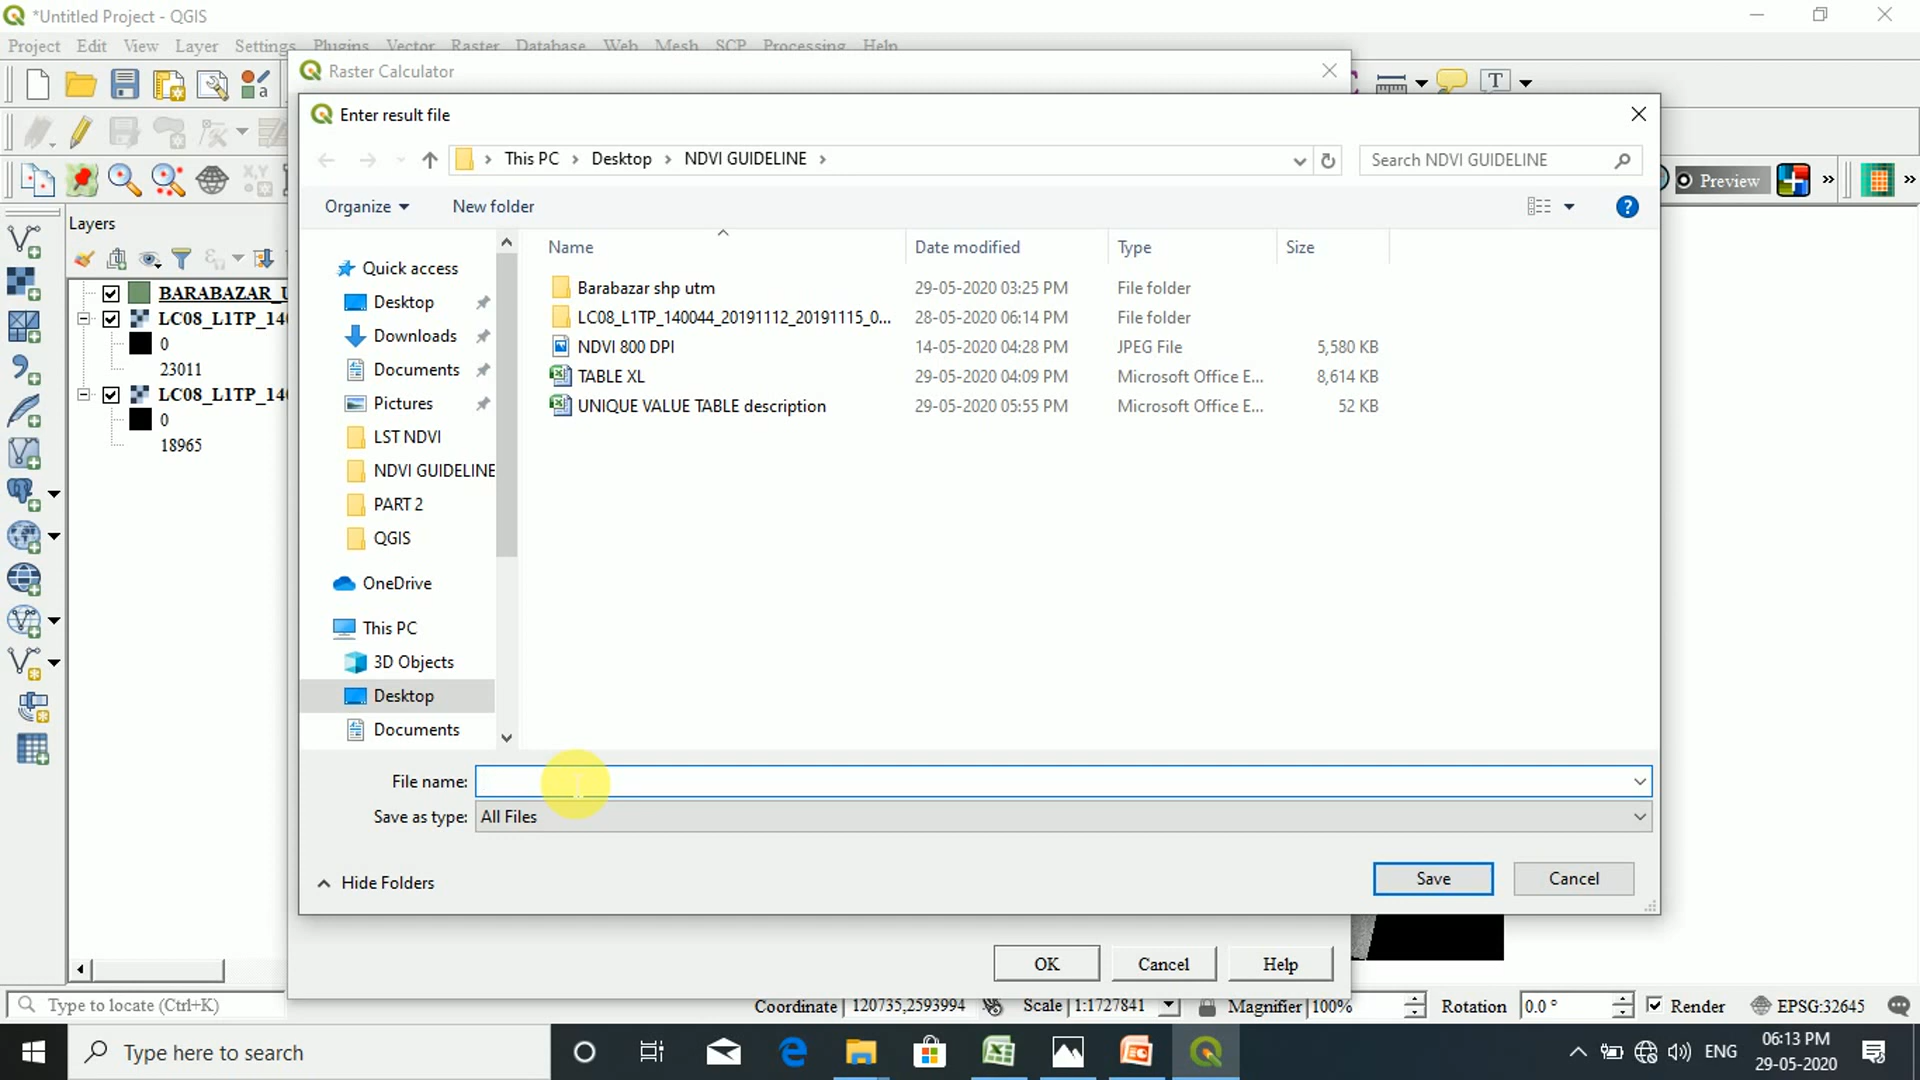 *Untitled Project - QGIS
Project Edit View Layer Settings Plugins Vector Raster Database Web Mesh SCP Processing Help
Raster Calculator
Enter result file
This PC > Desktop > NDVI GUIDELINE >
Search NDVI GUIDELINE
Preview
Organize
New folder
Layers
Name Date modified Type Size
Quick access
Desktop
Downloads
Documents
Pictures
LST NDVI
NDVI GUIDELINE
PART 2
QGIS
OneDrive
This PC
3D Objects
Desktop
Documents
Barabazar shp utm 29-05-2020 03:25 PM File folder
LC08_L1TP_140044_20191112_20191115_0... 28-05-2020 06:14 PM File folder
NDVI 800 DPI 14-05-2020 04:28 PM JPEG File 5,580 KB
TABLE XL 29-05-2020 04:09 PM Microsoft Office E... 8,614 KB
UNIQUE VALUE TABLE description 29-05-2020 05:55 PM Microsoft Office E... 52 KB
BARABAZAR_U
LC08_L1TP_140
0
23011
LC08_L1TP_140
0
18965
File name:
Save as type: All Files
Hide Folders
Save
Cancel
OK
Cancel
Help
Type to locate (Ctrl+K)
Coordinate 120735,2593994 Scale 1:1727841 Magnifier 100% Rotation 0.0 ° Render EPSG:32645
Type here to search
ENG
06:13 PM
29-05-2020